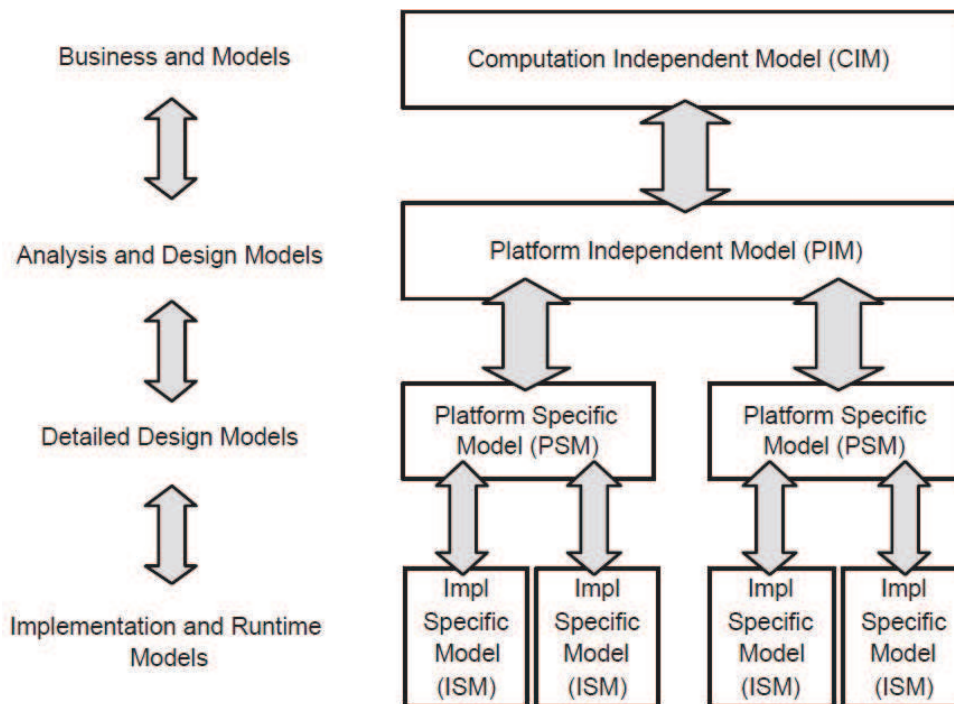 Business and Models
Computation Independent Model (CIM)
Analysis and Design Models
Platform Independent Model (PIM)
Detailed Design Models
Platform Specific
Model (PSM)
Platform Specific
Model (PSM)
Implementation and Runtime
Models
Impl
Specific
Model
(ISM)
Impl
Specific
Model
(ISM)
Impl
Specific
Model
(ISM)
Impl
Specific
Model
(ISM)